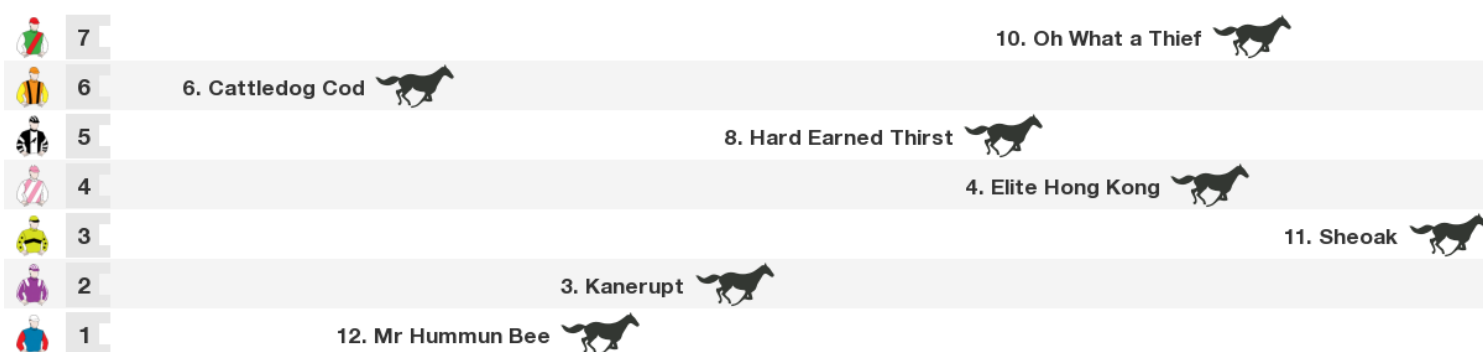 7 10. Oh What a Thief
6 6. Cattledog Cod
5 8. Hard Earned Thirst
4 4. Elite Hong Kong
3 11. Sheoak
2 3. Kanerupt
1 12. Mr Hummun Bee